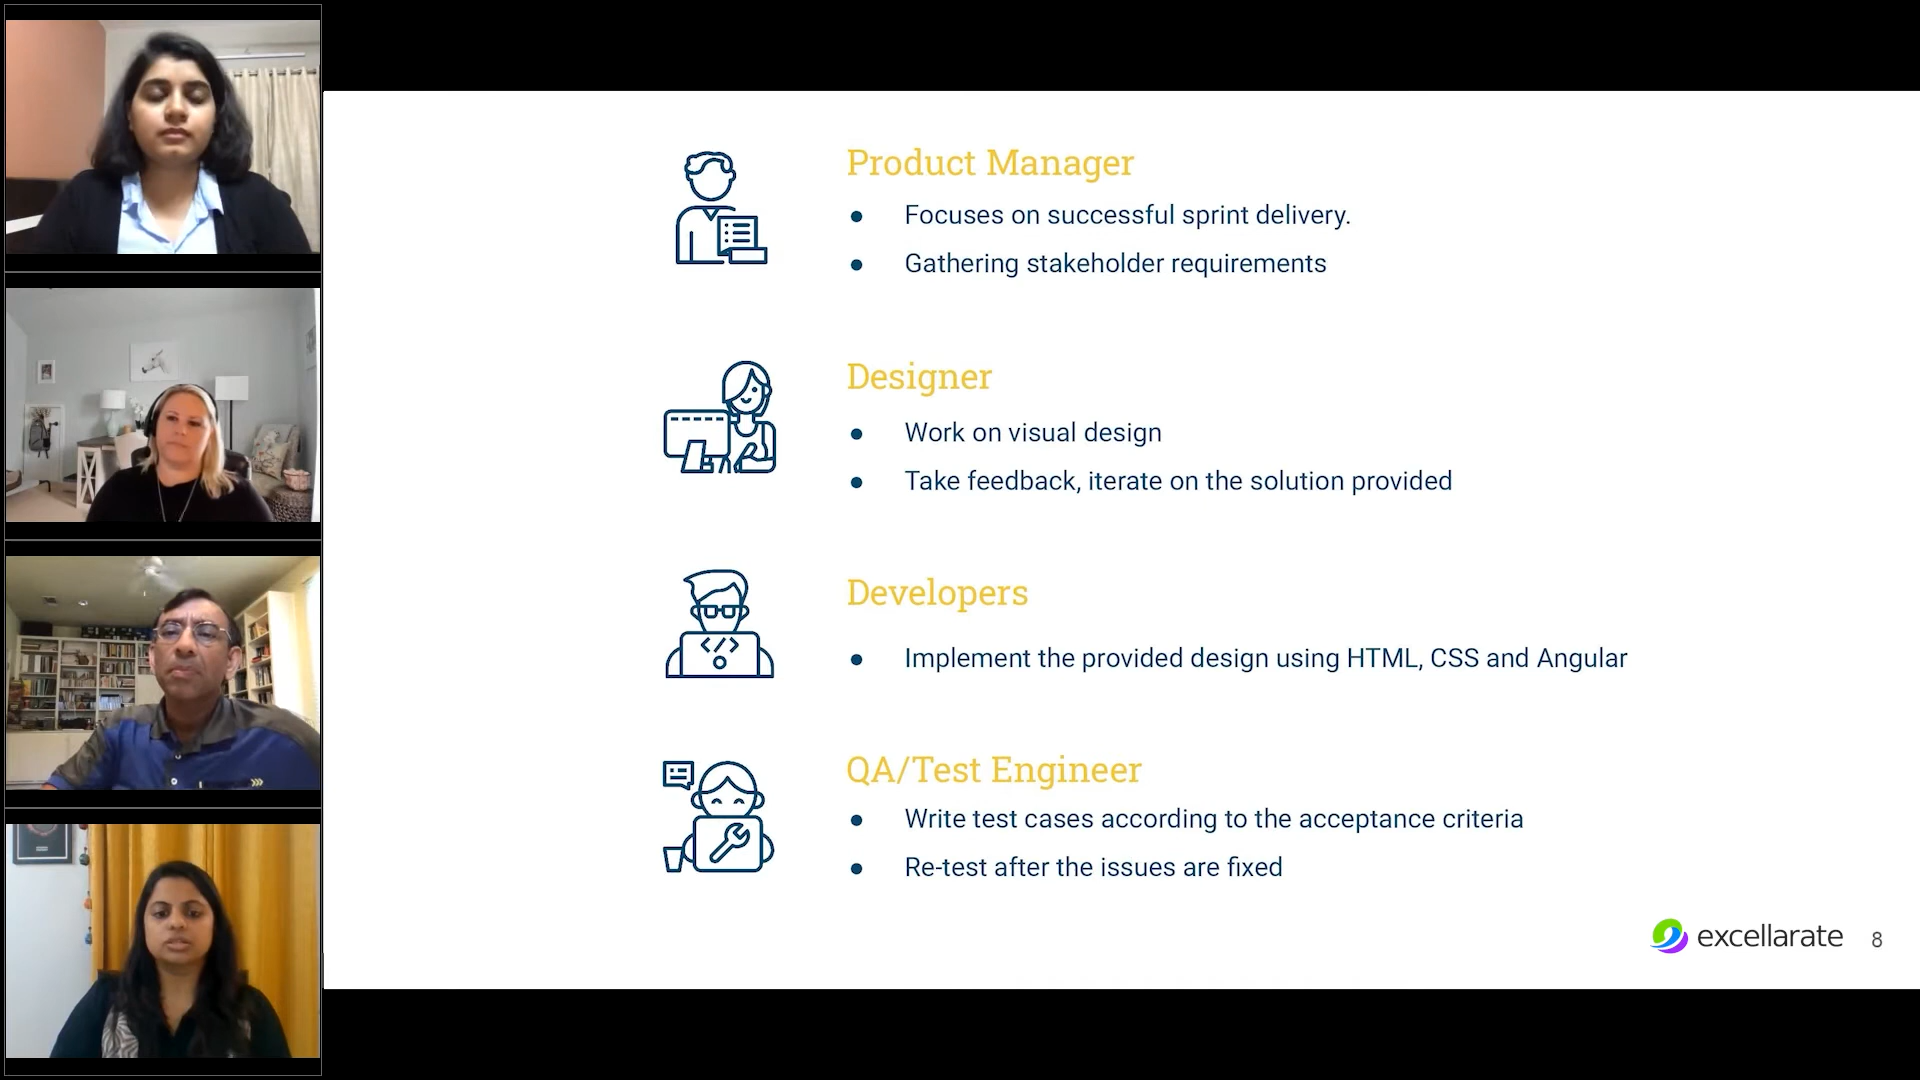 Product Manager
● Focuses on successful sprint delivery.
● Gathering stakeholder requirements
Designer
● Work on visual design
● Take feedback, iterate on the solution provided
Developers
</>
● Implement the provided design using HTML, CSS and Angular
QA/Test Engineer
● Write test cases according to the acceptance criteria
● Re-test after the issues are fixed
excellarate 8